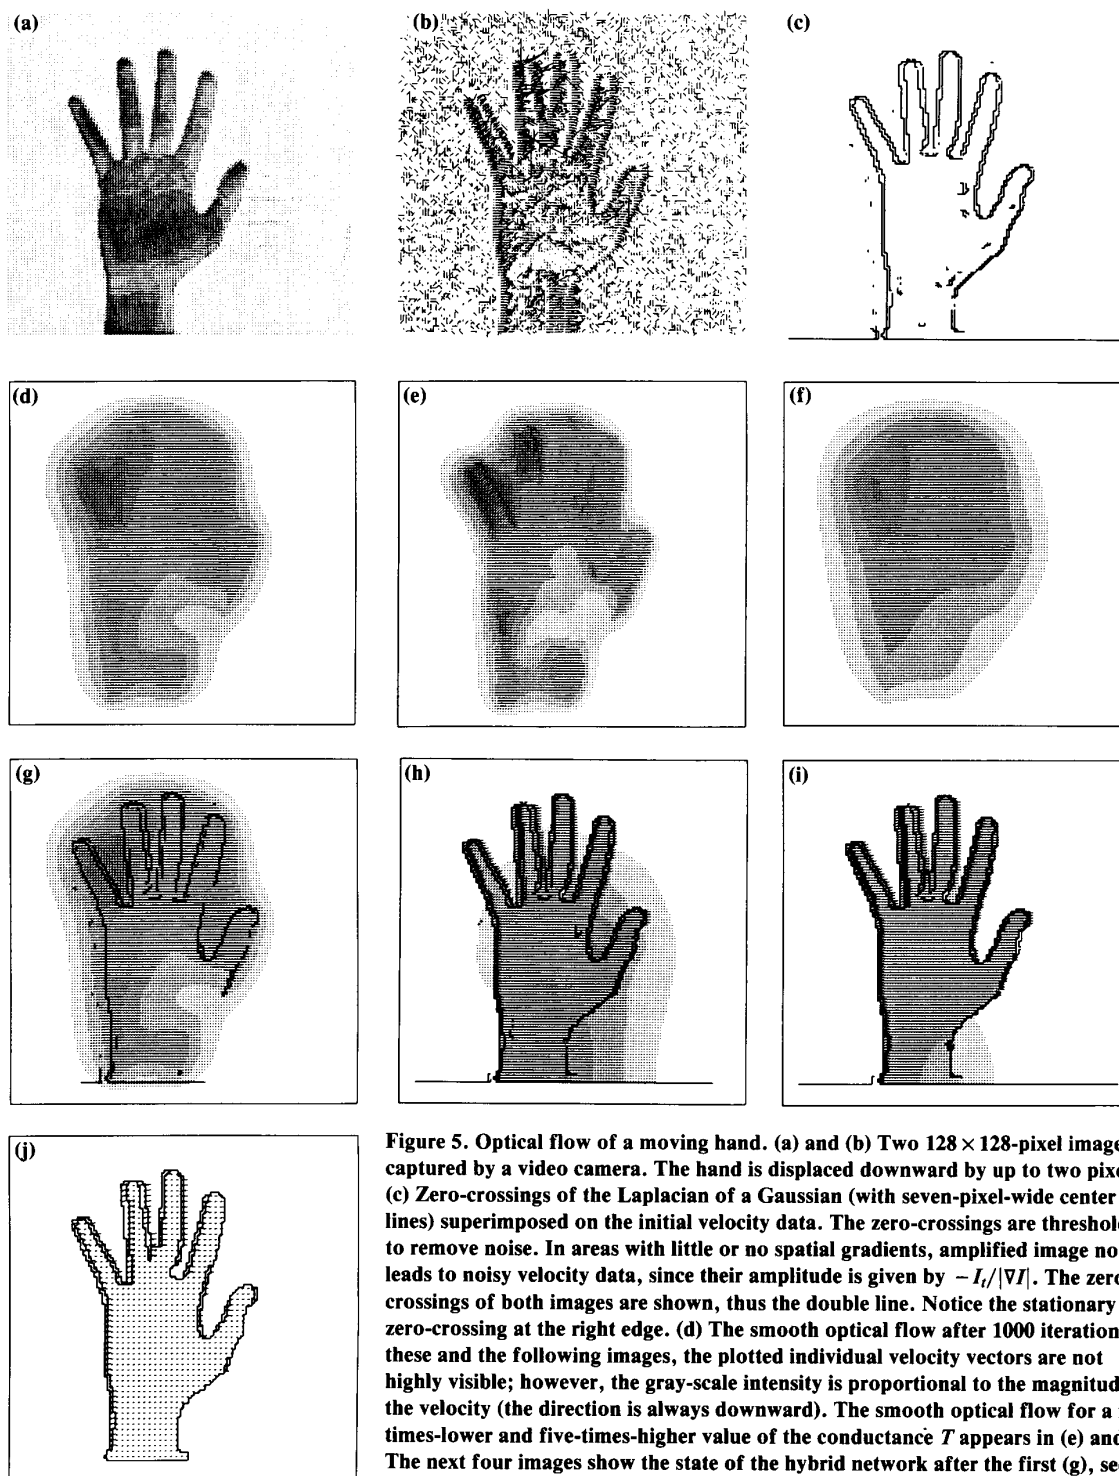 (a)
(b)
(c)
(d)
(e)
(f)
(g)
(h)
(i)
(j)
Figure 5. Optical flow of a moving hand. (a) and (b) Two 128 × 128-pixel image
captured by a video camera. The hand is displaced downward by up to two pixe
(c) Zero-crossings of the Laplacian of a Gaussian (with seven-pixel-wide center
lines) superimposed on the initial velocity data. The zero-crossings are threshold
to remove noise. In areas with little or no spatial gradients, amplified image no
leads to noisy velocity data, since their amplitude is given by −I_t/|∇I|. The zero
crossings of both images are shown, thus the double line. Notice the stationary
zero-crossing at the right edge. (d) The smooth optical flow after 1000 iteration
these and the following images, the plotted individual velocity vectors are not
highly visible; however, the gray-scale intensity is proportional to the magnitud
the velocity (the direction is always downward). The smooth optical flow for a
times-lower and five-times-higher value of the conductance T appears in (e) and
The next four images show the state of the hybrid network after the first (g), se